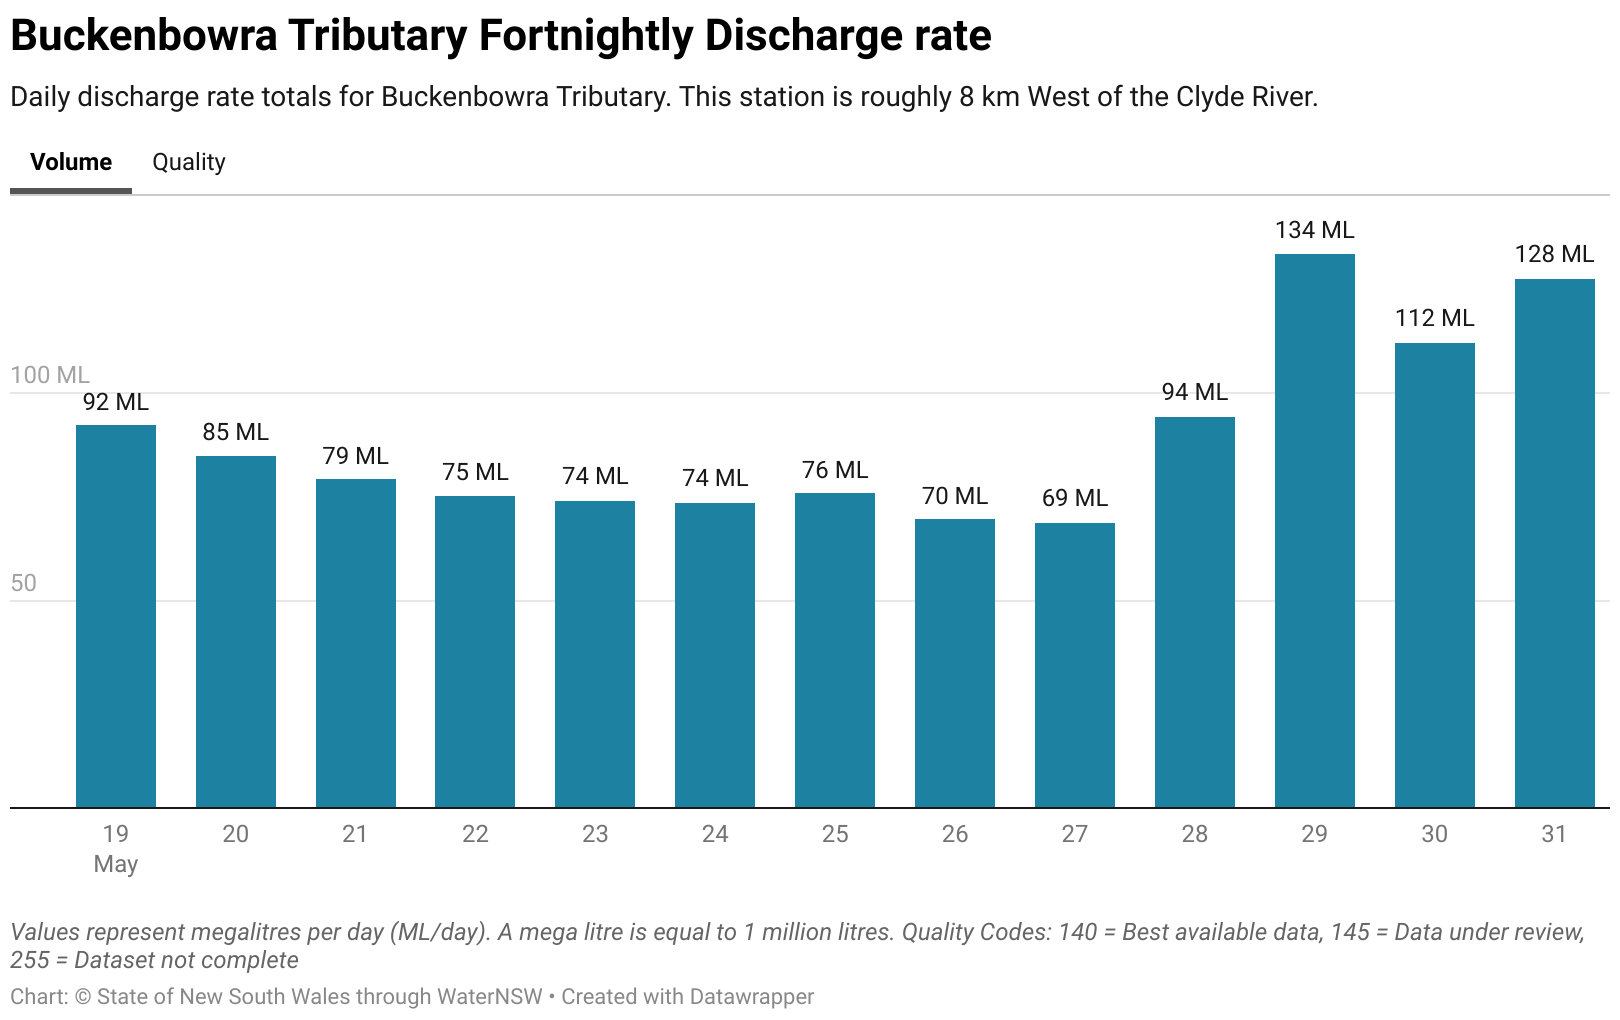 Buckenbowra Tributary Fortnightly Discharge rate
Daily discharge rate totals for Buckenbowra Tributary. This station is roughly 8 km West of the Clyde River.
Volume Quality
134 ML
128 ML
112 ML
100 ML
94 ML
92 ML
85 ML
79 ML
75 ML
74 ML
74 ML
76 ML
70 ML
69 ML
50
19 20 21 22 23 24 25 26 27 28 29 30 31
May
Values represent megalitres per day (ML/day). A mega litre is equal to 1 million litres. Quality Codes: 140 = Best available data, 145 = Data under review,
255 = Dataset not complete
Chart: © State of New South Wales through WaterNSW • Created with Datawrapper